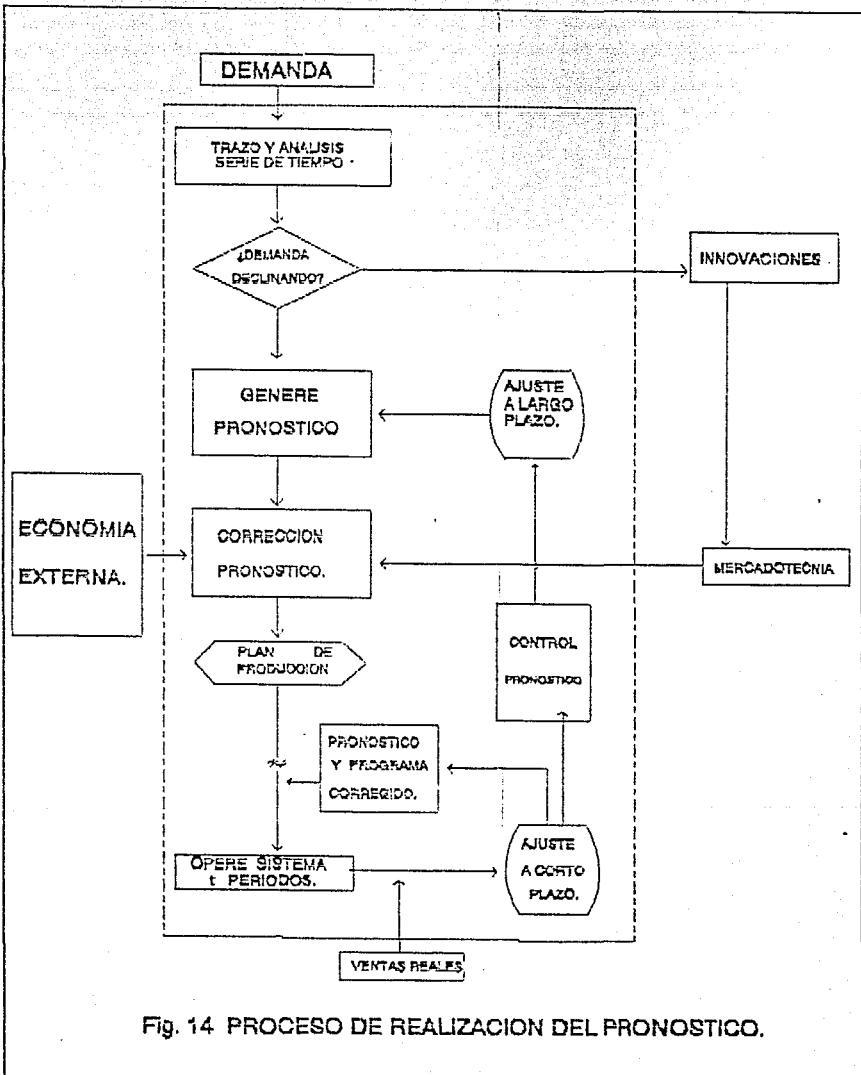 DEMANDA
TRAZO Y ANALISIS
SERIE DE TIEMPO
¿DEMANDA
DECLINANDO?
INNOVACIONES
GENERE
PRONOSTICO
AJUSTE
A LARGO
PLAZO.
ECONOMIA
EXTERNA.
CORRECCION
PRONOSTICO.
MERCADOTECNIA
PLAN DE
PRODUCCION
CONTROL
PRONOSTICO
PRONOSTICO
Y PROGRAMA
CORREGIDO.
OPERE SISTEMA
t PERIODOS.
AJUSTE
A CORTO
PLAZO.
VENTAS REALES
Fig. 14 PROCESO DE REALIZACION DEL PRONOSTICO.